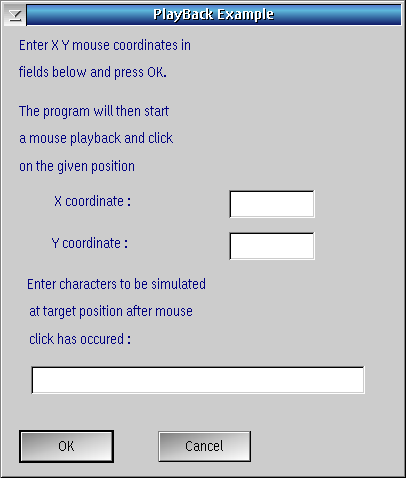 PlayBack Example
Enter X Y mouse coordinates in
fields below and press OK.
The program will then start
a mouse playback and click
on the given position
X coordinate :
Y coordinate :
Enter characters to be simulated
at target position after mouse
click has occured :
OK Cancel